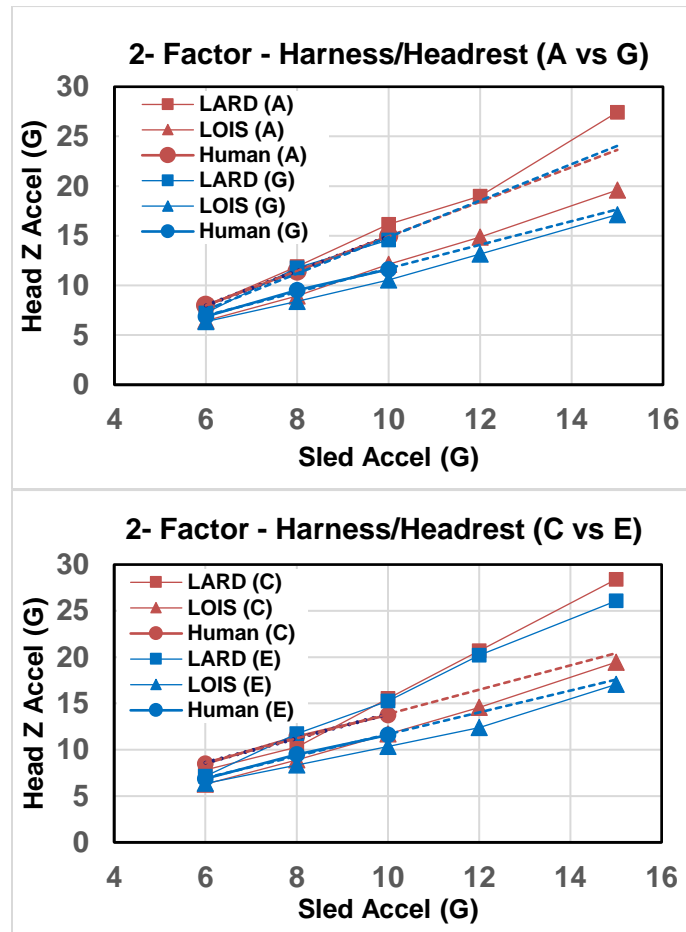 2- Factor - Harness/Headrest (A vs G)
30
25
20
15
10
5
0
Head Z Accel (G)
LARD (A)
LOIS (A)
Human (A)
LARD (G)
LOIS (G)
Human (G)
4 6 8 10 12 14 16
Sled Accel (G)
2- Factor - Harness/Headrest (C vs E)
30
25
20
15
10
5
0
Head Z Accel (G)
LARD (C)
LOIS (C)
Human (C)
LARD (E)
LOIS (E)
Human (E)
4 6 8 10 12 14 16
Sled Accel (G)